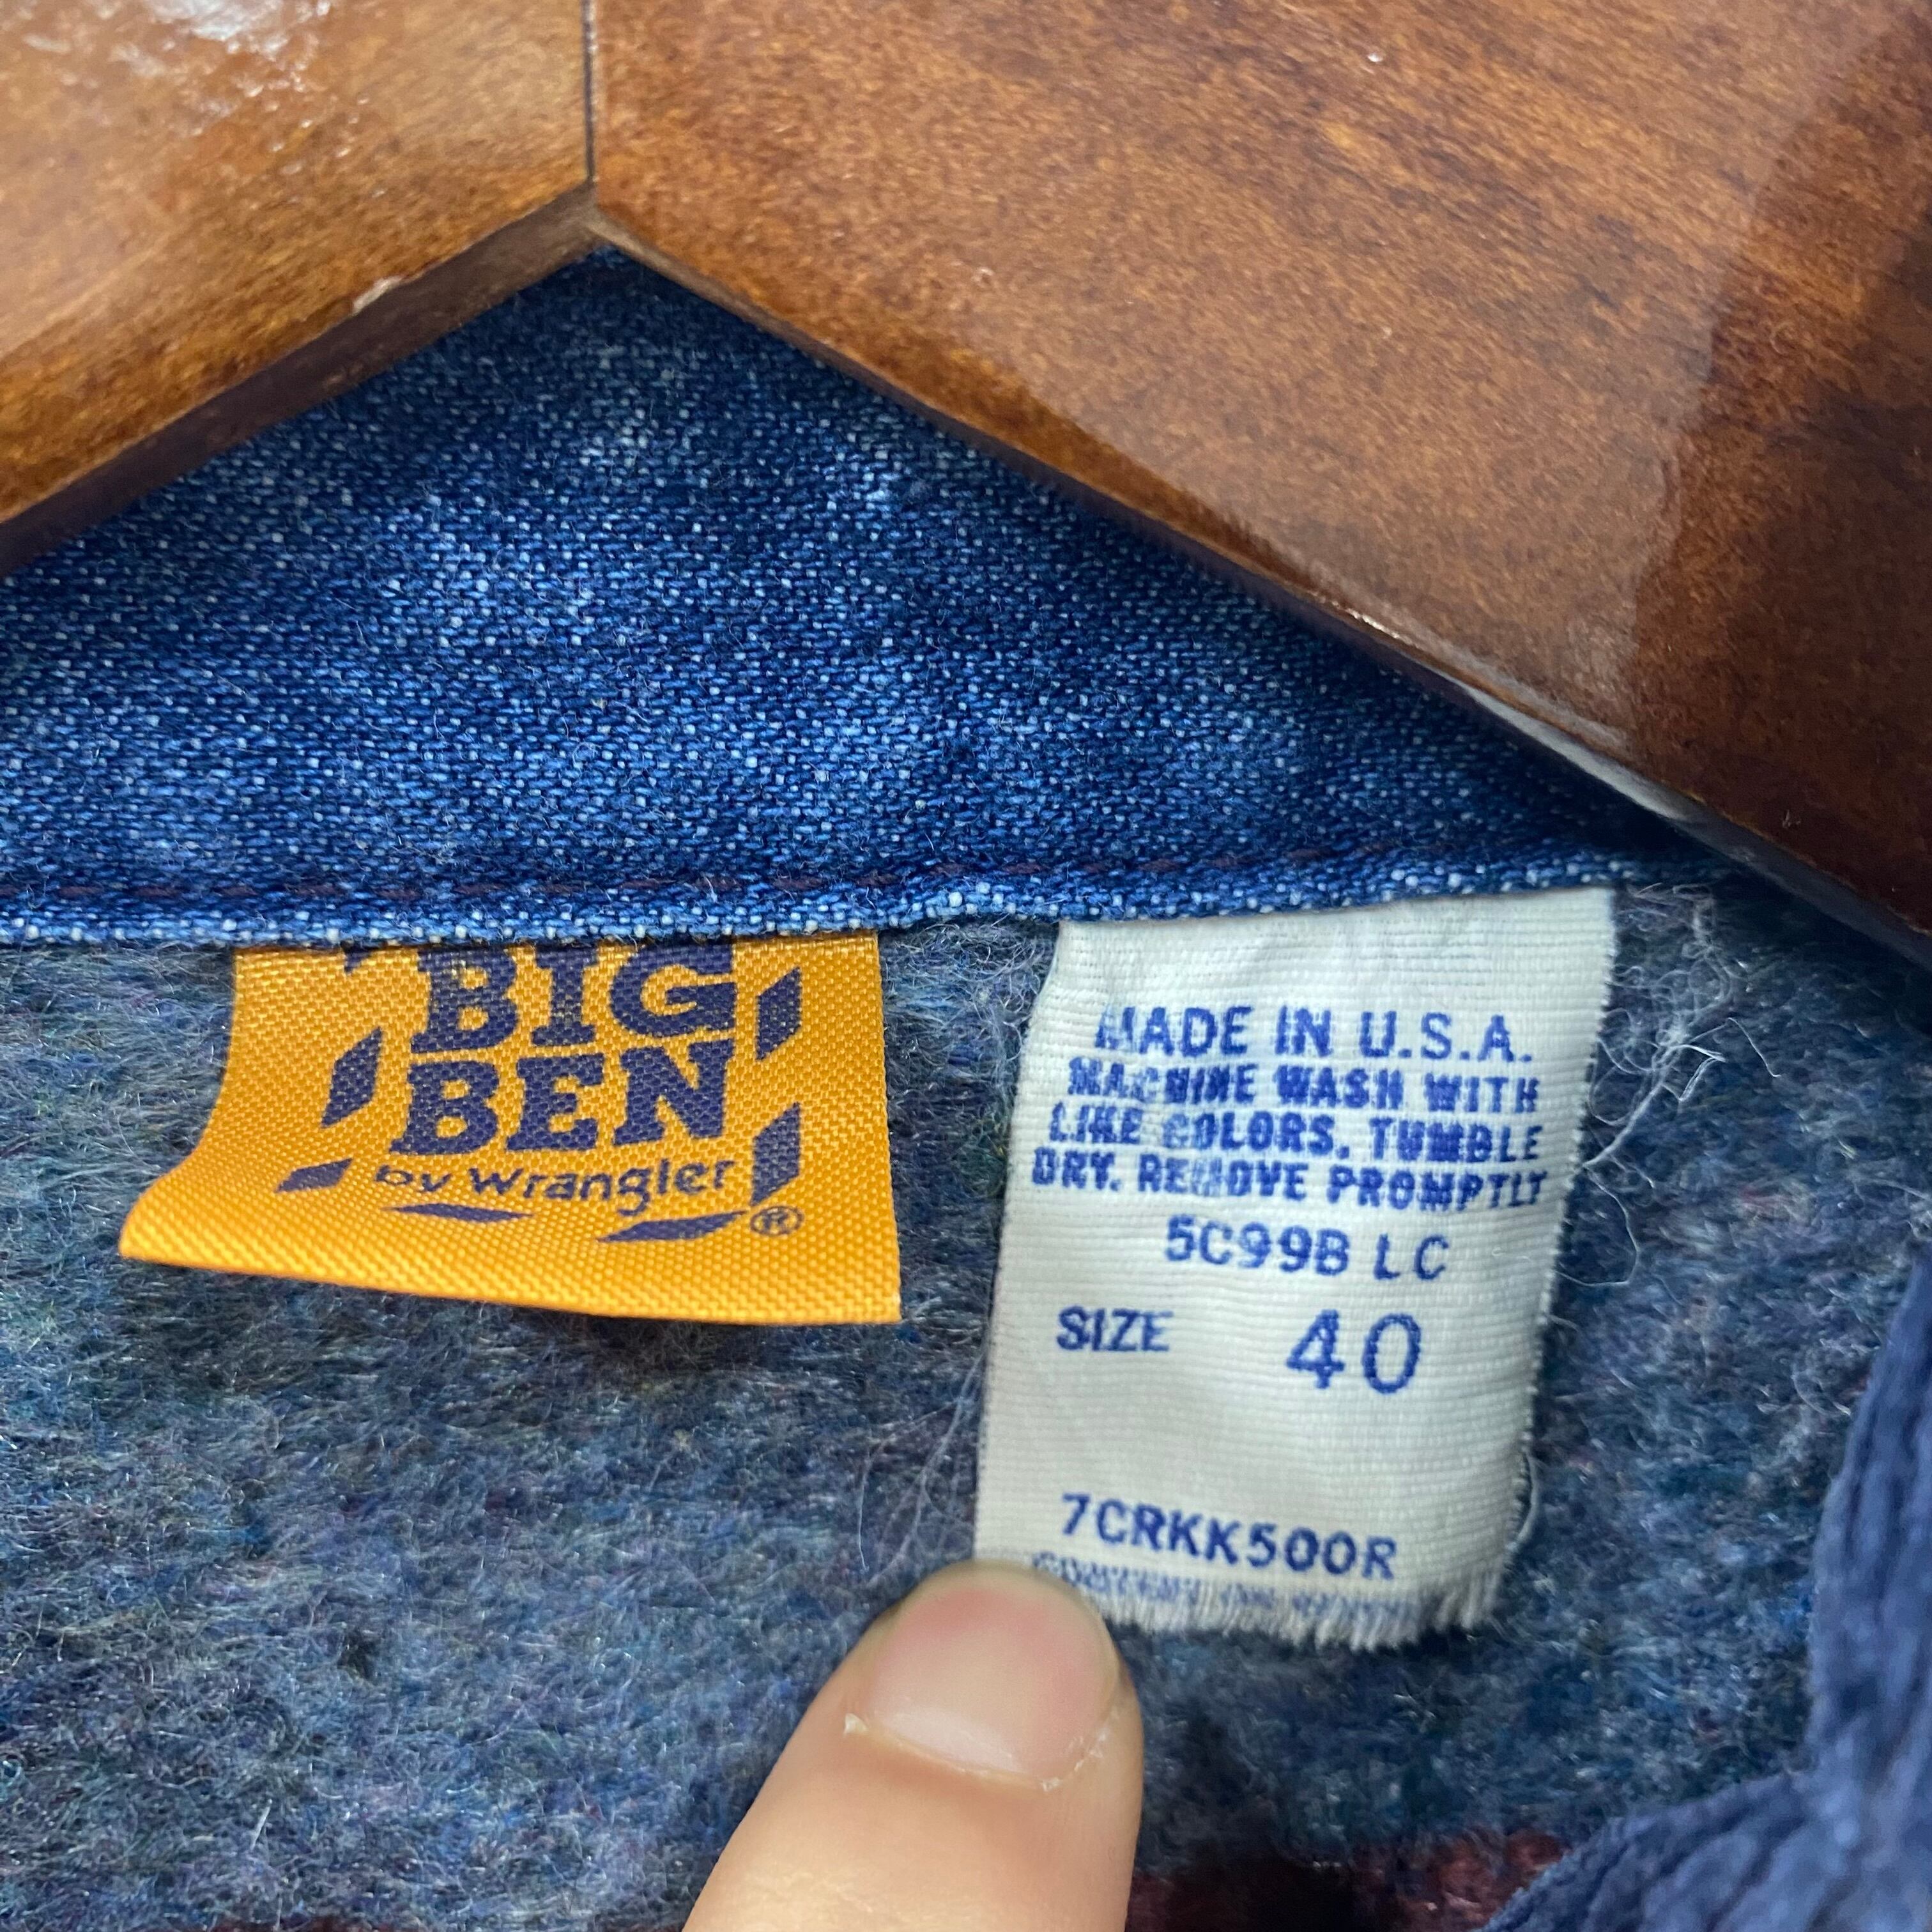 BIG
BEN
by Wrangler
®
MADE IN U.S.A.
MACHINE WASH WITH
LIKE COLORS. TUMBLE
DRY. REMOVE PROMPTLY
5C99B LC
SIZE 40
7CRKK500R